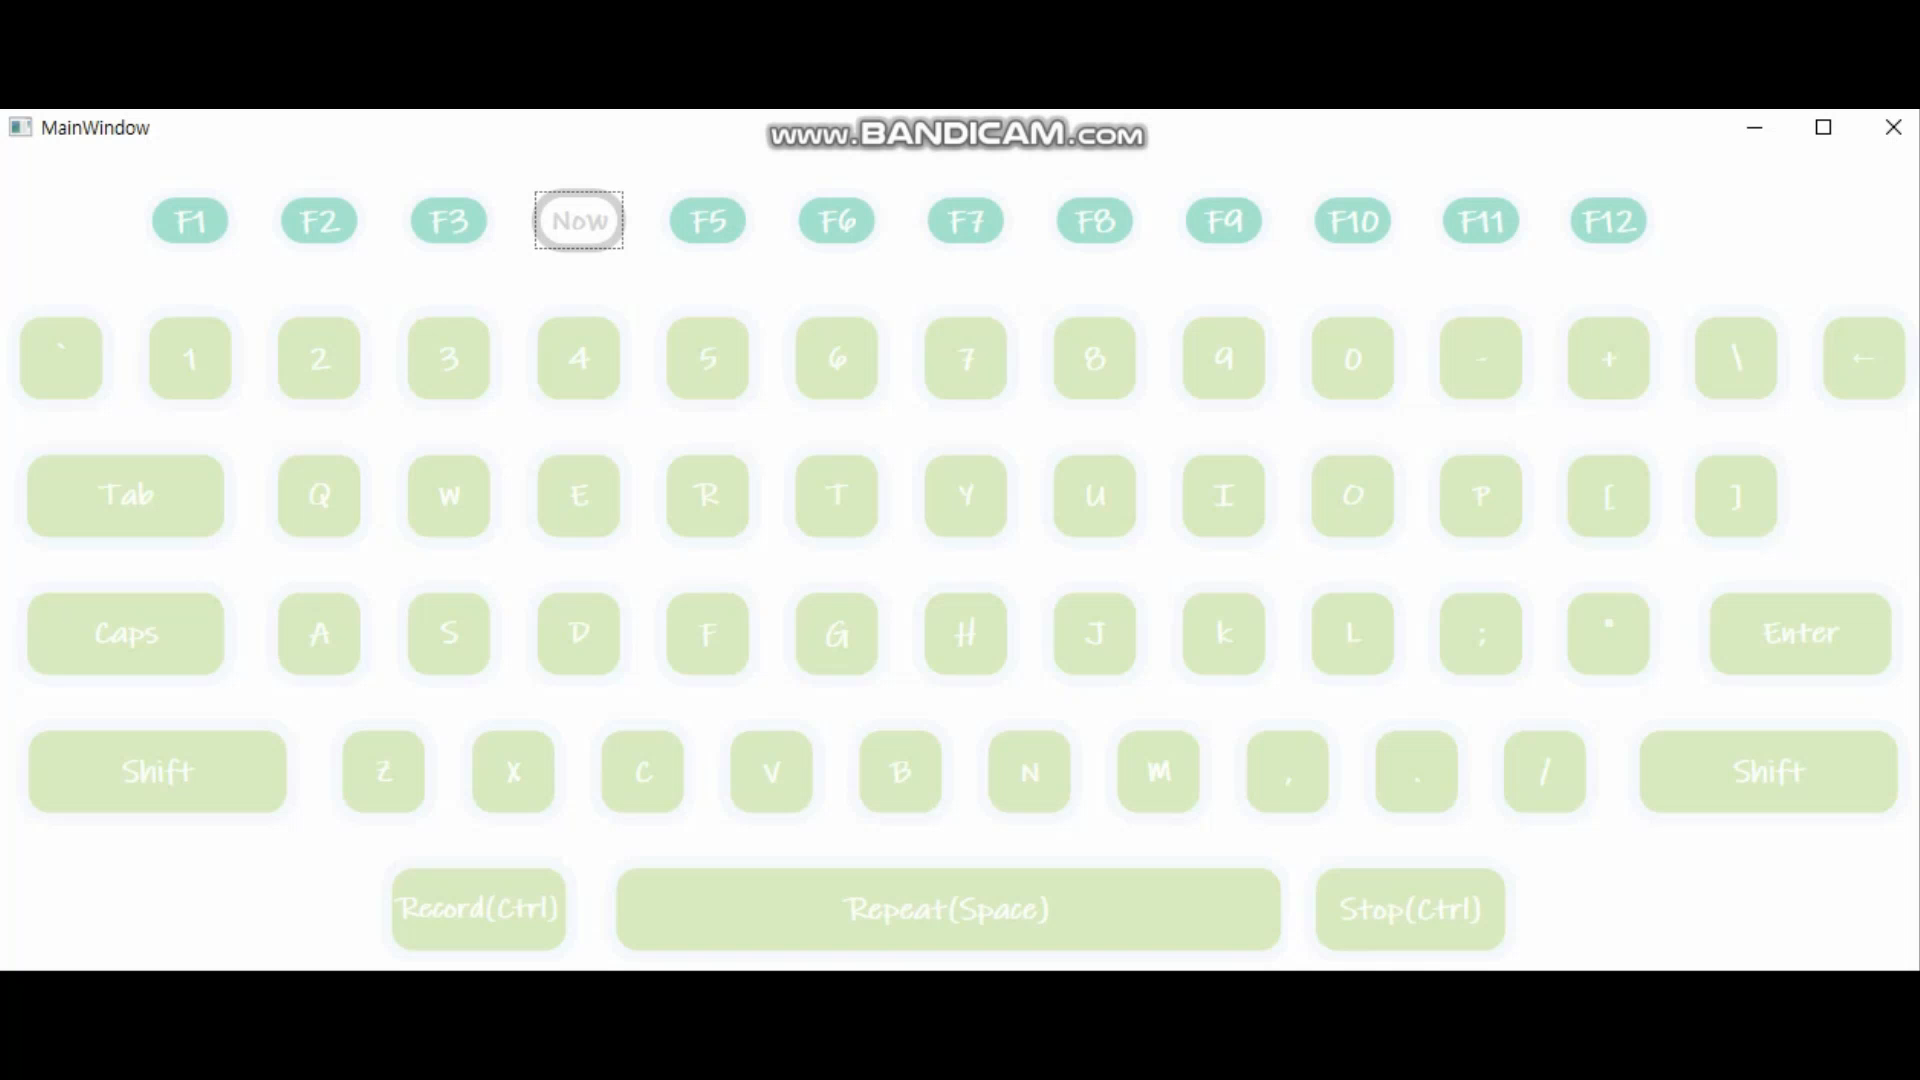 MainWindow
www.BANDICAM.com
F1 F2 F3 Now F5 F6 F7 F8 F9 F10 F11 F12
` 1 2 3 4 5 6 7 8 9 0 - + \ ←
Tab Q W E R T Y U I O P [ ]
Caps A S D F G H J k L ; " Enter
Shift Z X C V B N M , . / Shift
Record(Ctrl) Repeat(Space) Stop(Ctrl)